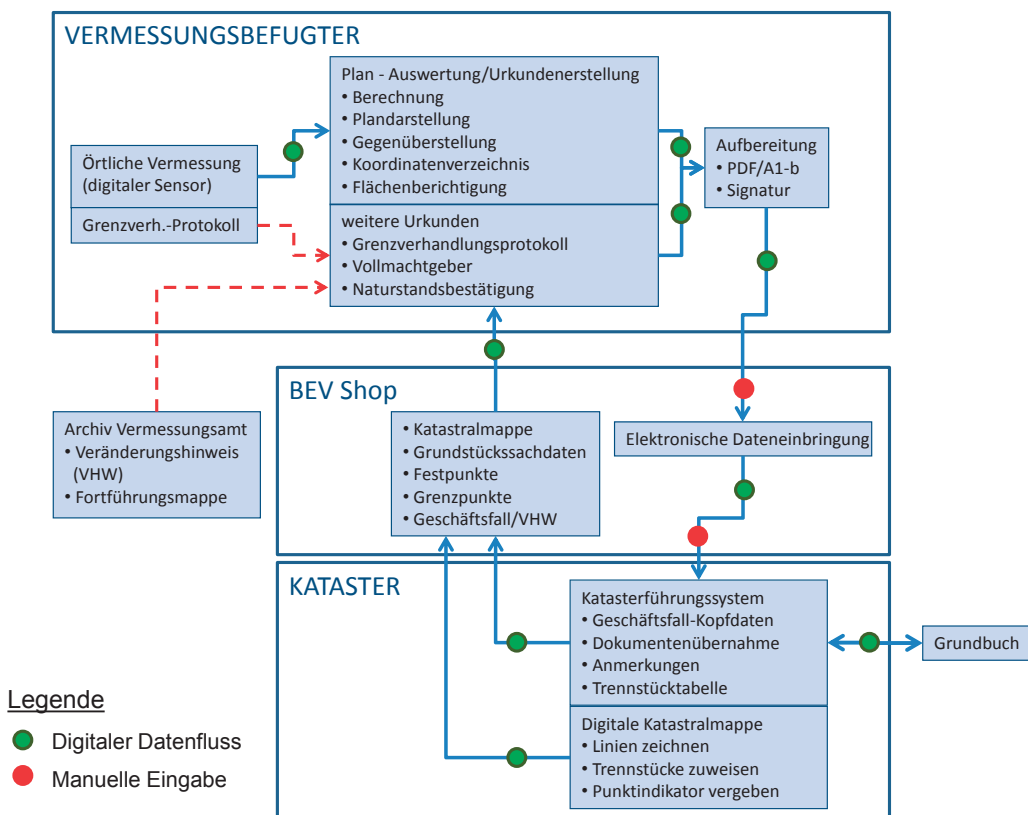 VERMESSUNGSBEFUGTER
Örtliche Vermessung
(digitaler Sensor)
Grenzverh.-Protokoll
Plan - Auswertung/Urkundenerstellung
• Berechnung
• Plandarstellung
• Gegenüberstellung
• Koordinatenverzeichnis
• Flächenberichtigung
weitere Urkunden
• Grenzverhandlungsprotokoll
• Vollmachtgeber
• Naturstandsbestätigung
Aufbereitung
• PDF/A1-b
• Signatur
Archiv Vermessungsamt
• Veränderungshinweis
(VHW)
• Fortführungsmappe
BEV Shop
• Katastralmappe
• Grundstückssachdaten
• Festpunkte
• Grenzpunkte
• Geschäftsfall/VHW
Elektronische Dateneinbringung
KATASTER
Katasterführungssystem
• Geschäftsfall-Kopfdaten
• Dokumentenübernahme
• Anmerkungen
• Trennstücktabelle
Digitale Katastralmappe
• Linien zeichnen
• Trennstücke zuweisen
• Punktindikator vergeben
Grundbuch
Legende
Digitaler Datenfluss
Manuelle Eingabe